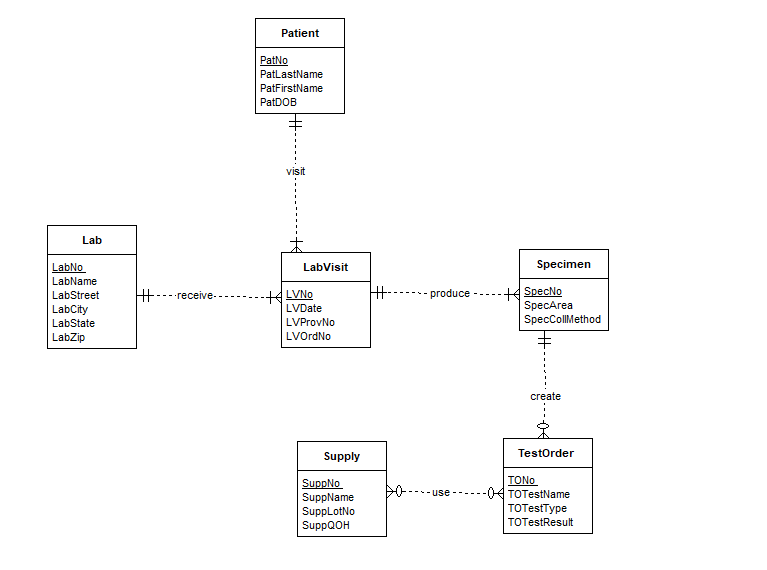 Patient
PatNo
PatLastName
PatFirstName
PatDOB
visit
Lab
LabNo
LabName
LabStreet
LabCity
LabState
LabZip
receive
LabVisit
LVNo
LVDate
LVProvNo
LVOrdNo
produce
Specimen
SpecNo
SpecArea
SpecCollMethod
create
Supply
SuppNo
SuppName
SuppLotNo
SuppQOH
use
TestOrder
TONo
TOTestName
TOTestType
TOTestResult